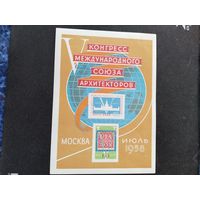 V
КОНГРЕСС
МЕЖДУНАРОДНОГО
СОЮЗА
АРХИТЕКТОРОВ
МОСКВА
ИЮЛЬ
1958